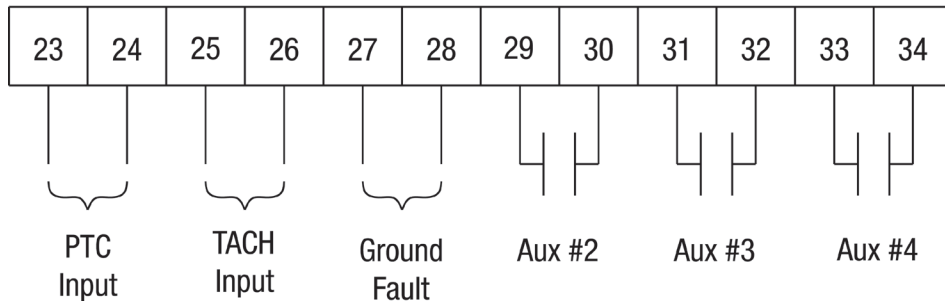 23 24 25 26 27 28 29 30 31 32 33 34
PTC Input
TACH Input
Ground Fault
Aux #2
Aux #3
Aux #4